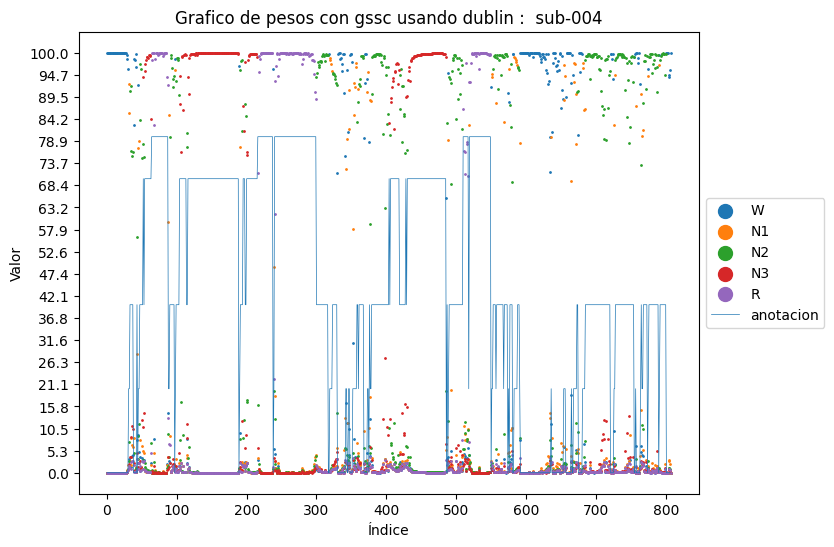 Grafico de pesos con gssc usando dublin :  sub-004
Valor
100.0
94.7
89.5
84.2
78.9
73.7
68.4
63.2
57.9
52.6
47.4
42.1
36.8
31.6
26.3
21.1
15.8
10.5
5.3
0.0
0 100 200 300 400 500 600 700 800
Índice
W
N1
N2
N3
R
anotacion